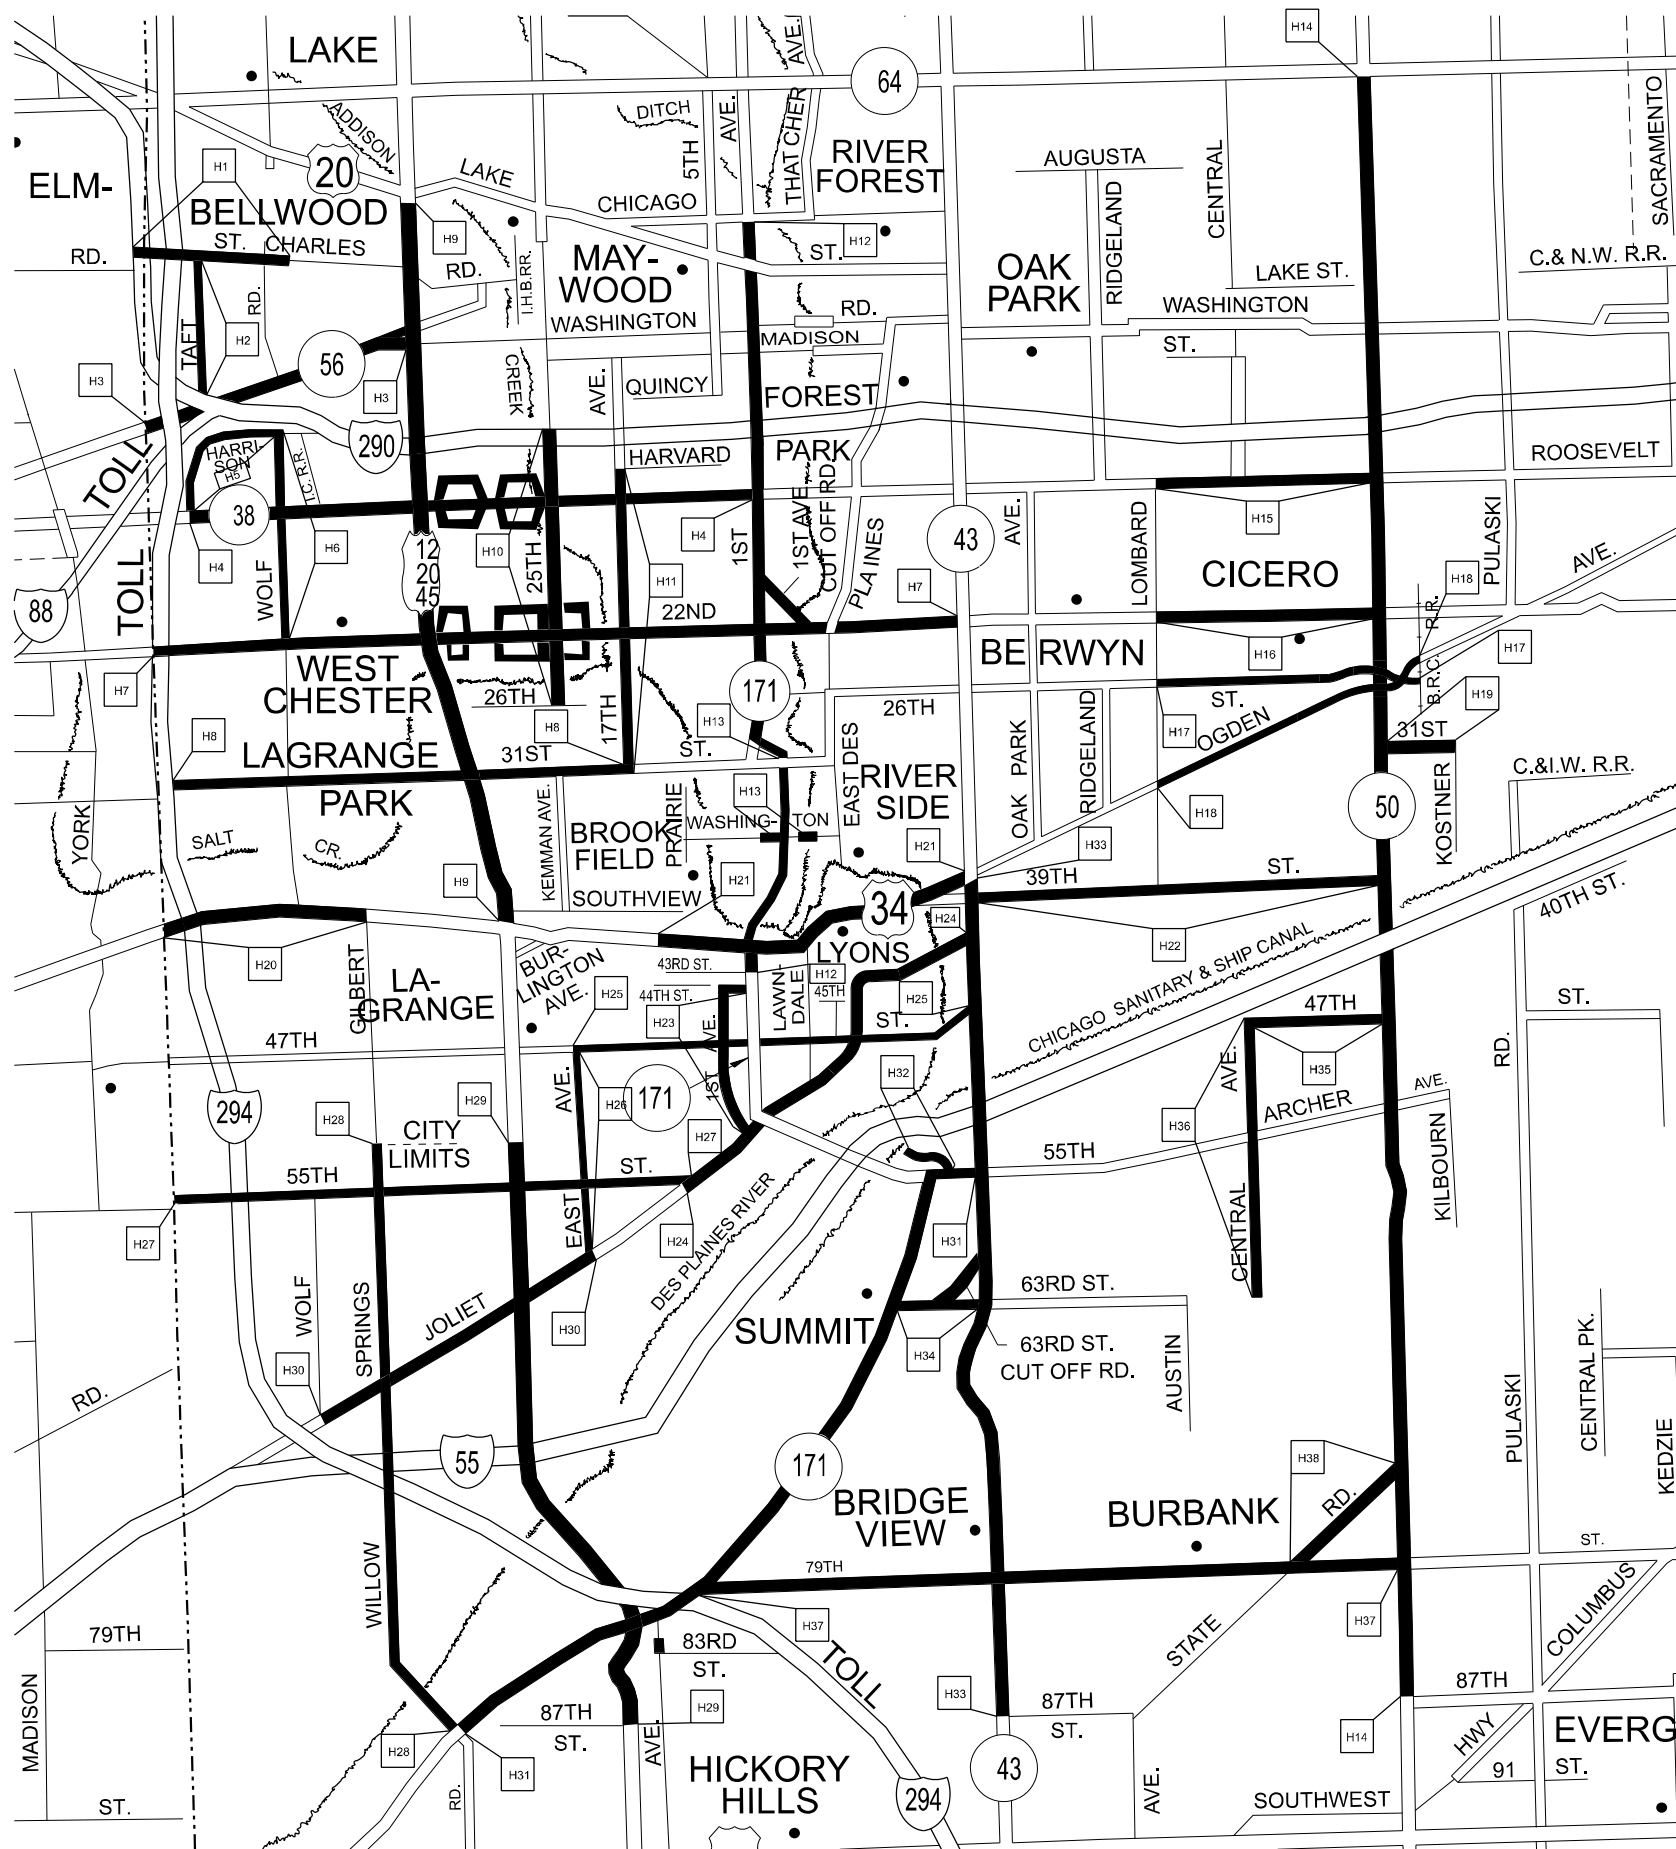 H14
LAKE
AVE.
64
SACRAMENTO
ADDISON
DITCH
AVE.
5TH
THATCHER
RIVER
FOREST
AUGUSTA
CENTRAL
H1
20
ELM-
LAKE
CHICAGO
RIDGELAND
BELLWOOD
ST. CHARLES
H9
H12
ST.
RD.
RD.
RD.
I.H.B.RR.
MAY-
WOOD
WASHINGTON
OAK
PARK
LAKE ST.
C.& N.W. R.R.
WASHINGTON
RD.
MADISON
ST.
TAFT
H2
56
H3
H3
CREEK
AVE.
QUINCY
FOREST
PARK
290
HARRI-
SON
H5
I.C. R.R.
HARVARD
ROOSEVELT
TOLL
38
H4
H6
WOLF
12
20
45
H10
25TH
H11
H4
1ST
1ST AVE.
CUT OFF RD.
PLAINES
43
AVE.
LOMBARD
H15
PULASKI
AVE.
CICERO
H18
88
TOLL
22ND
H7
BERWYN
H16
R.R.
B.R.C.
H17
H7
WEST
CHESTER
26TH
171
26TH
ST.
H19
H8
LAGRANGE
PARK
31ST
H8
17TH
H13
ST.
EAST DES
RIDGELAND
H17
OGDEN
31ST
OAK PARK
RIVER
SIDE
C.&I.W. R.R.
YORK
SALT
CR.
KEMMAN AVE.
BROOK
FIELD
PRAIRIE
H13
WASHING-TON
H18
50
KOSTNER
H21
H33
H9
H21
39TH
ST.
SOUTHVIEW
34
40TH ST.
H24
H22
H20
GILBERT
LA-
GRANGE
BUR-
LINGTON
AVE.
LYONS
43RD ST.
H12
44TH ST.
45TH
LAWN-
DALE
H25
H25
CHICAGO SANITARY & SHIP CANAL
47TH
ST.
H23
AVE.
1ST
ST.
47TH
RD.
AVE.
H35
H32
171
H26
AVE.
294
H28
H29
CITY
LIMITS
H27
ARCHER
AVE.
H36
55TH
ST.
55TH
KILBOURN
H27
EAST
H24
DES PLAINES RIVER
H31
CENTRAL
WOLF
SPRINGS
JOLIET
H30
SUMMIT
H34
63RD ST.
63RD ST.
CUT OFF RD.
AUSTIN
CENTRAL PK.
H30
RD.
PULASKI
KEDZIE
55
171
BRIDGE
VIEW
H38
BURBANK
RD.
WILLOW
79TH
ST.
79TH
H37
H37
83RD
ST.
TOLL
STATE
COLUMBUS
MADISON
H28
87TH
ST.
H29
AVE.
H33
87TH
ST.
H14
87TH
HWY
EVERG
H31
HICKORY
HILLS
43
AVE.
91
ST.
ST.
RD.
294
SOUTHWEST